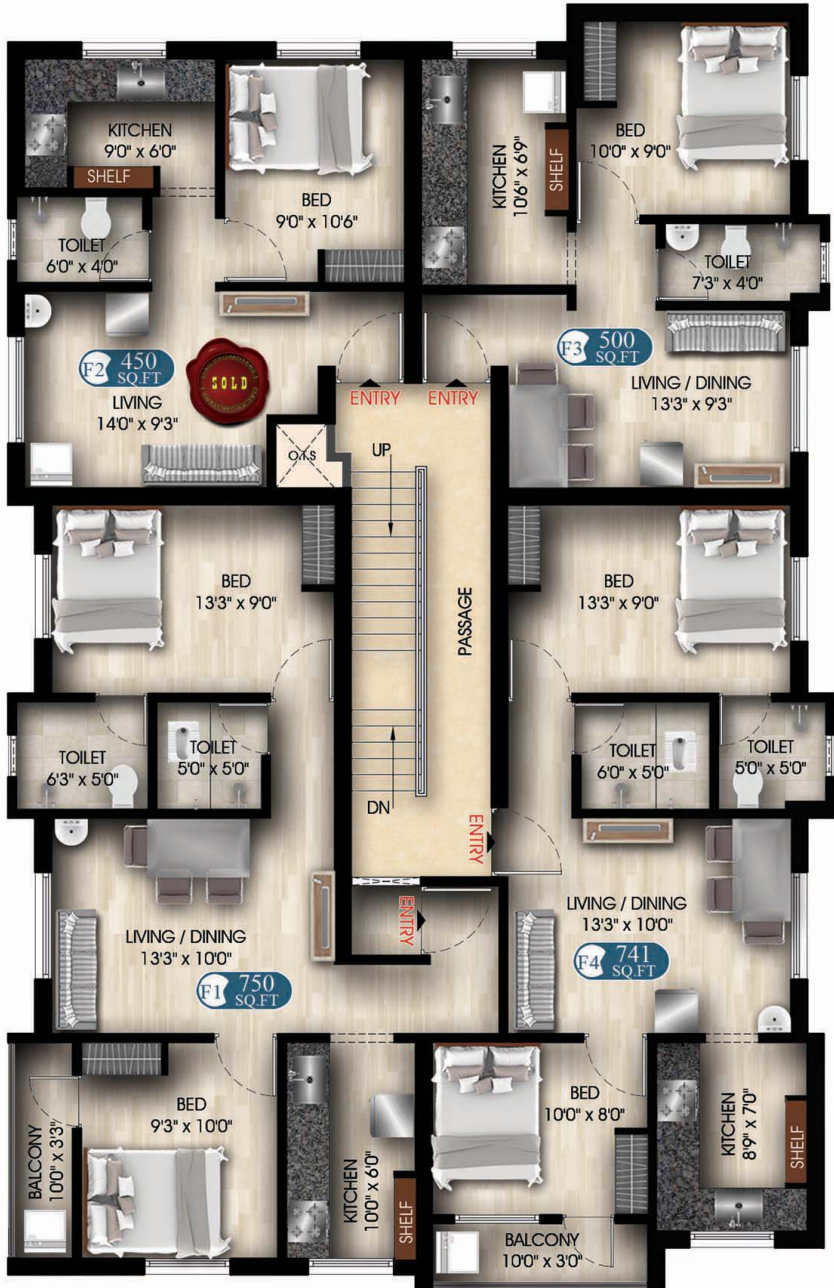 KITCHEN
9'0" x 6'0"
SHELF
BED
9'0" x 10'6"
TOILET
6'0" x 4'0"
F2 450
SQ.FT
SOLD
LIVING
14'0" x 9'3"
ENTRY
KITCHEN
10'6" x 6'9"
SHELF
BED
10'0" x 9'0"
TOILET
7'3" x 4'0"
F3 500
SQ.FT
LIVING / DINING
13'3" x 9'3"
ENTRY
O.T.S
UP
PASSAGE
DN
BED
13'3" x 9'0"
BED
13'3" x 9'0"
TOILET
6'3" x 5'0"
TOILET
5'0" x 5'0"
TOILET
6'0" x 5'0"
TOILET
5'0" x 5'0"
ENTRY
ENTRY
LIVING / DINING
13'3" x 10'0"
F1 750
SQ.FT
LIVING / DINING
13'3" x 10'0"
F4 741
SQ.FT
BALCONY
10'0" x 3'3"
BED
9'3" x 10'0"
KITCHEN
10'0" x 6'0"
SHELF
BED
10'0" x 8'0"
BALCONY
10'0" x 3'0"
KITCHEN
8'9" x 7'0"
SHELF